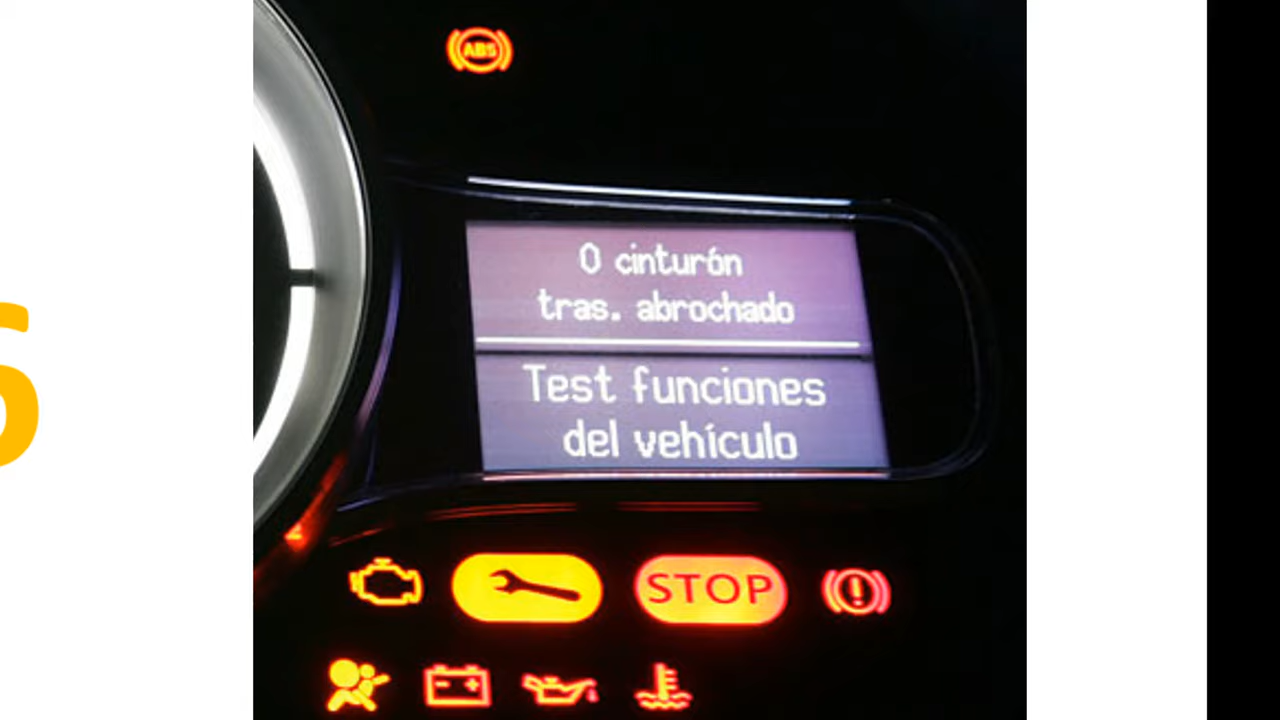 ABS
0 cinturón
tras. abrochado
Test funciones
del vehículo
STOP